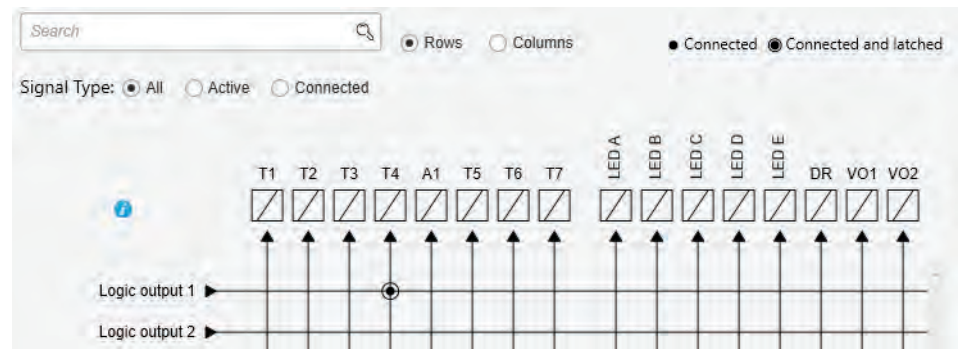 Search
Rows Columns
Connected Connected and latched
Signal Type: All Active Connected
T1 T2 T3 T4 A1 T5 T6 T7 LED A LED B LED C LED D LED E DR VO1 VO2
i
Logic output 1
Logic output 2